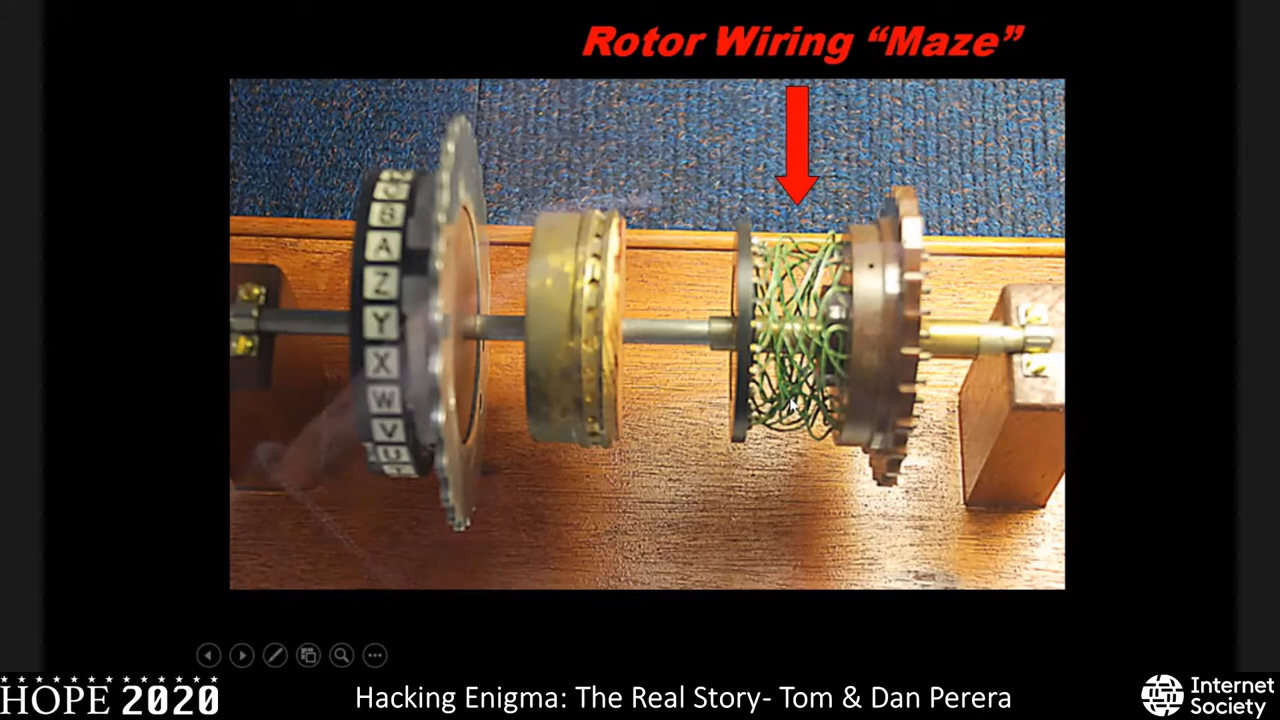 Rotor Wiring “Maze”
B
A
Z
Y
X
W
V
U
HOPE 2020
Hacking Enigma: The Real Story- Tom & Dan Perera
Internet
Society